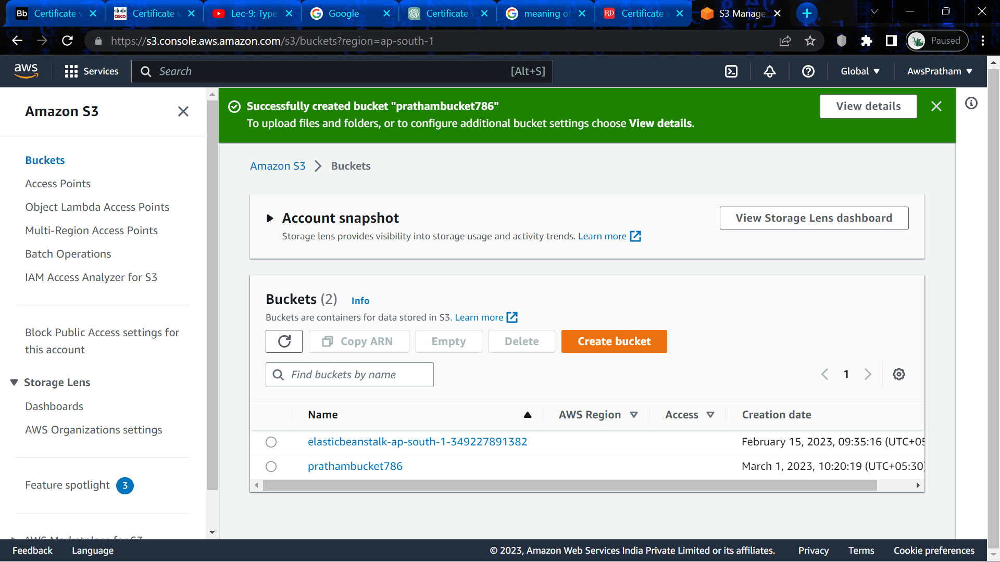 Bb Certificate v
CISCO Certificate v
Lec-9: Type
Google
Certificate v
meaning of
RD Certificate v
S3 Manage
https://s3.console.aws.amazon.com/s3/buckets?region=ap-south-1
Paused
aws
Services
Search
[Alt+S]
Global
AwsPratham
Amazon S3
Buckets
Access Points
Object Lambda Access Points
Multi-Region Access Points
Batch Operations
IAM Access Analyzer for S3
Block Public Access settings for
this account
Storage Lens
Dashboards
AWS Organizations settings
Feature spotlight 3
AWS Marketplace for S3
Successfully created bucket "prathambucket786"
To upload files and folders, or to configure additional bucket settings choose View details.
View details
Amazon S3 Buckets
Account snapshot
Storage lens provides visibility into storage usage and activity trends. Learn more
View Storage Lens dashboard
Buckets (2) Info
Buckets are containers for data stored in S3. Learn more
Copy ARN
Empty
Delete
Create bucket
Find buckets by name
1
Name AWS Region Access Creation date
elasticbeanstalk-ap-south-1-349227891382 February 15, 2023, 09:35:16 (UTC+05
prathambucket786 March 1, 2023, 10:20:19 (UTC+05:30)
Feedback Language © 2023, Amazon Web Services India Private Limited or its affiliates. Privacy Terms Cookie preferences